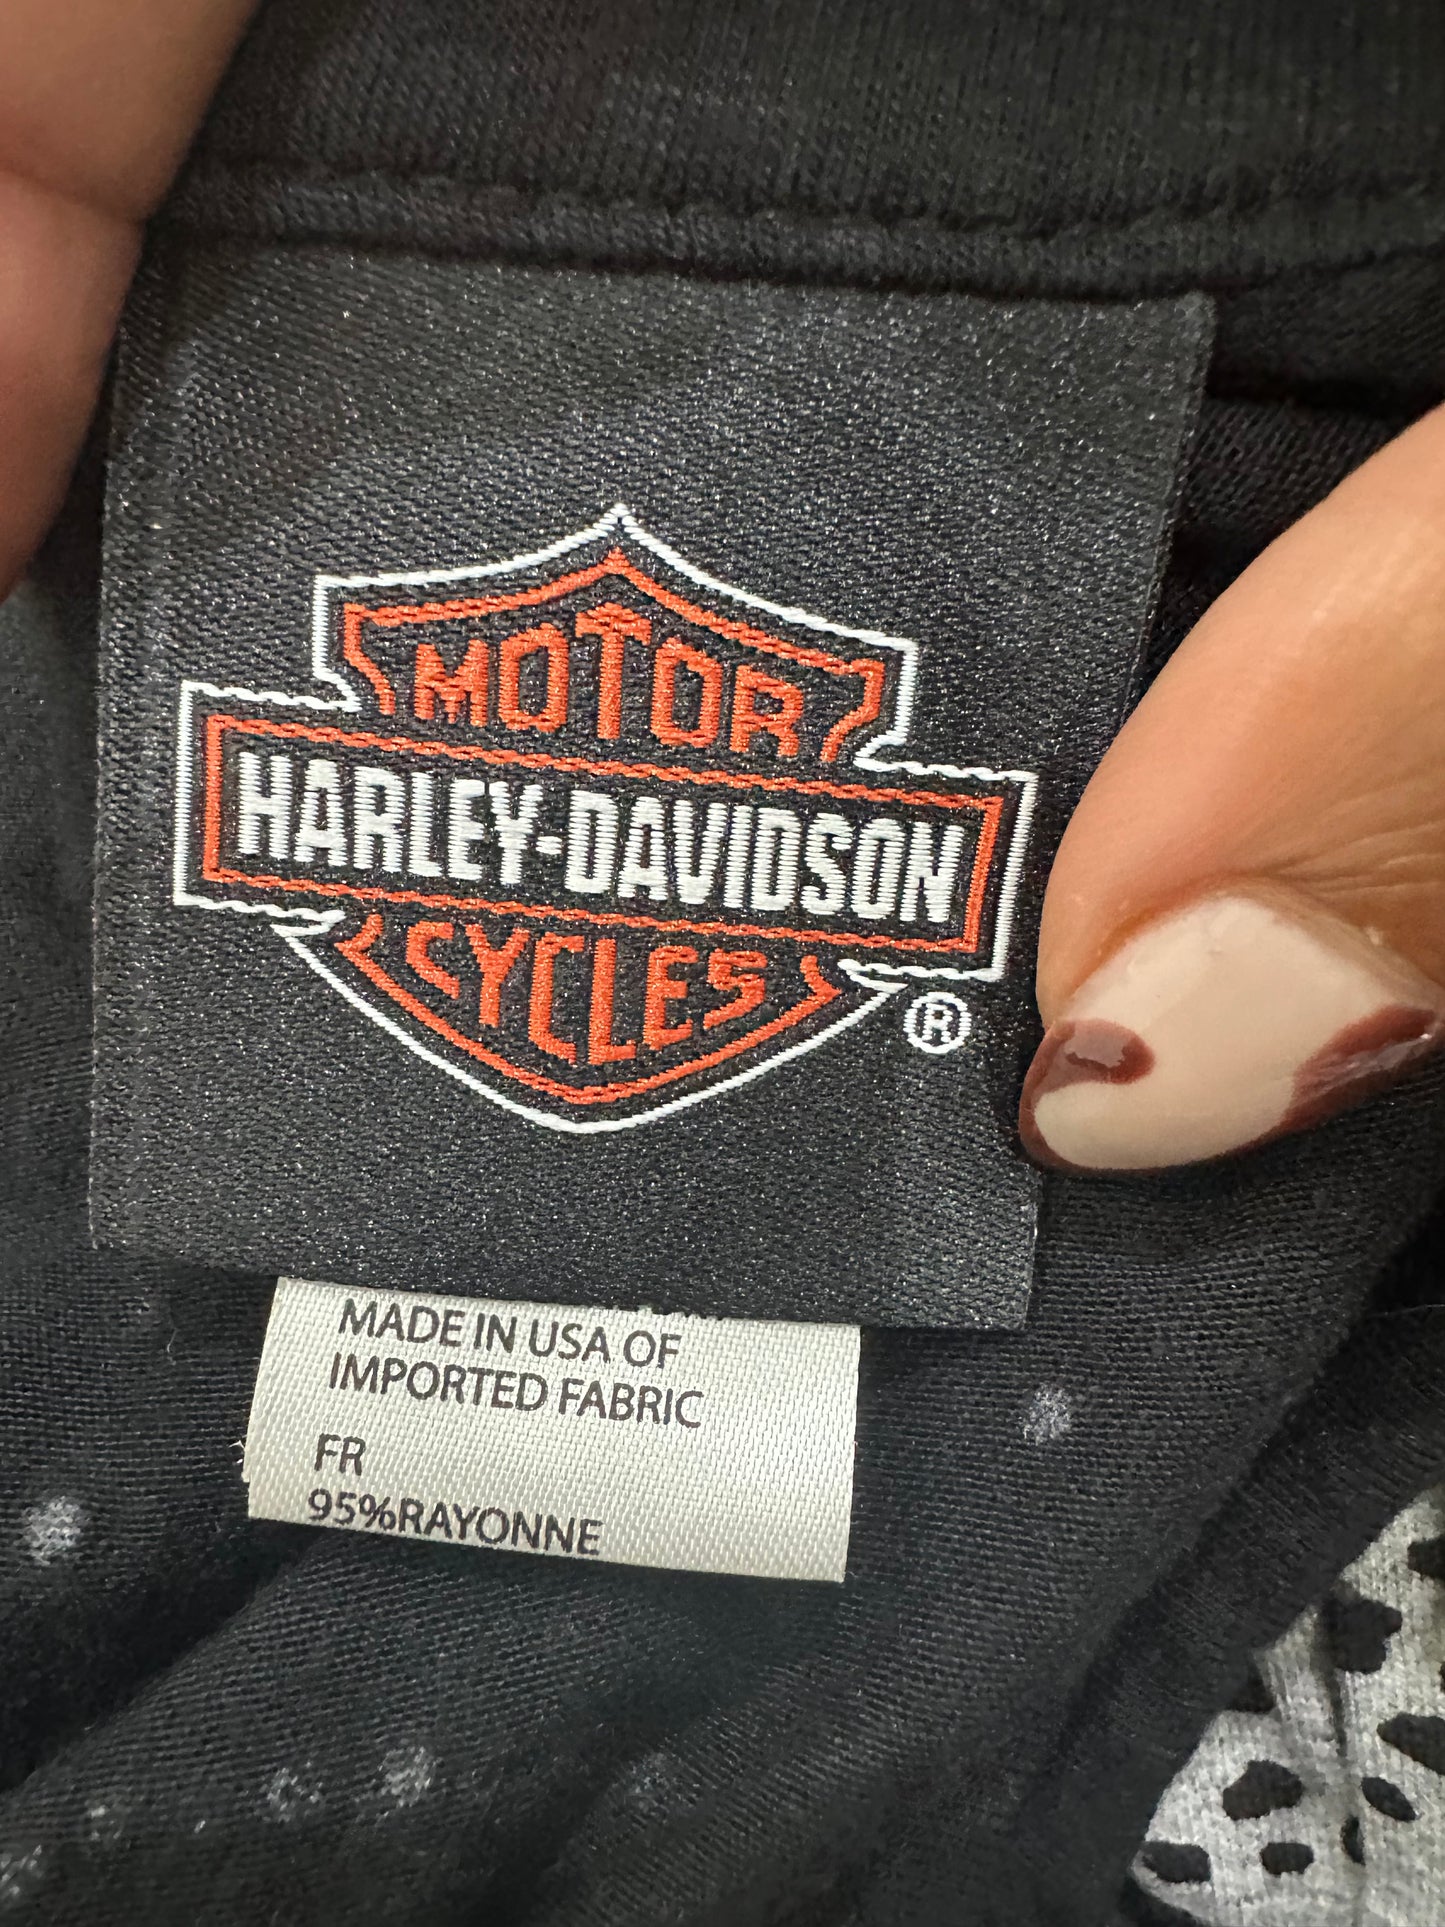 MOTOR
HARLEY-DAVIDSON
CYCLES
®
MADE IN USA OF
IMPORTED FABRIC
FR
95%RAYONNE